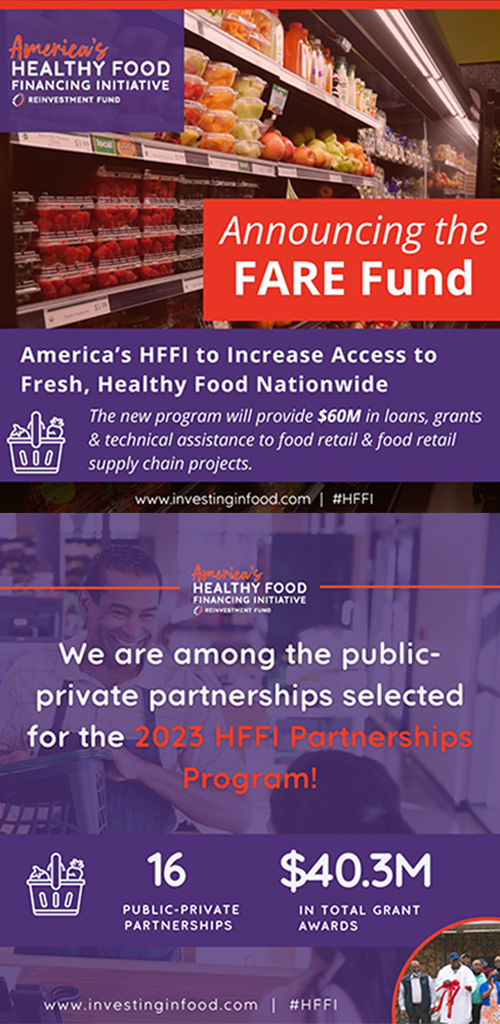 America's
HEALTHY FOOD
FINANCING INITIATIVE
REINVESTMENT FUND
local
Announcing the
FARE Fund
America's HFFI to Increase Access to
Fresh, Healthy Food Nationwide
The new program will provide $60M in loans, grants
& technical assistance to food retail & food retail
supply chain projects.
www.investinginfood.com | #HFFI
America's
HEALTHY FOOD
FINANCING INITIATIVE
REINVESTMENT FUND
We are among the public-
private partnerships selected
for the 2023 HFFI Partnerships
Program!
16
PUBLIC-PRIVATE
PARTNERSHIPS
$40.3M
IN TOTAL GRANT
AWARDS
www.investinginfood.com | #HFFI